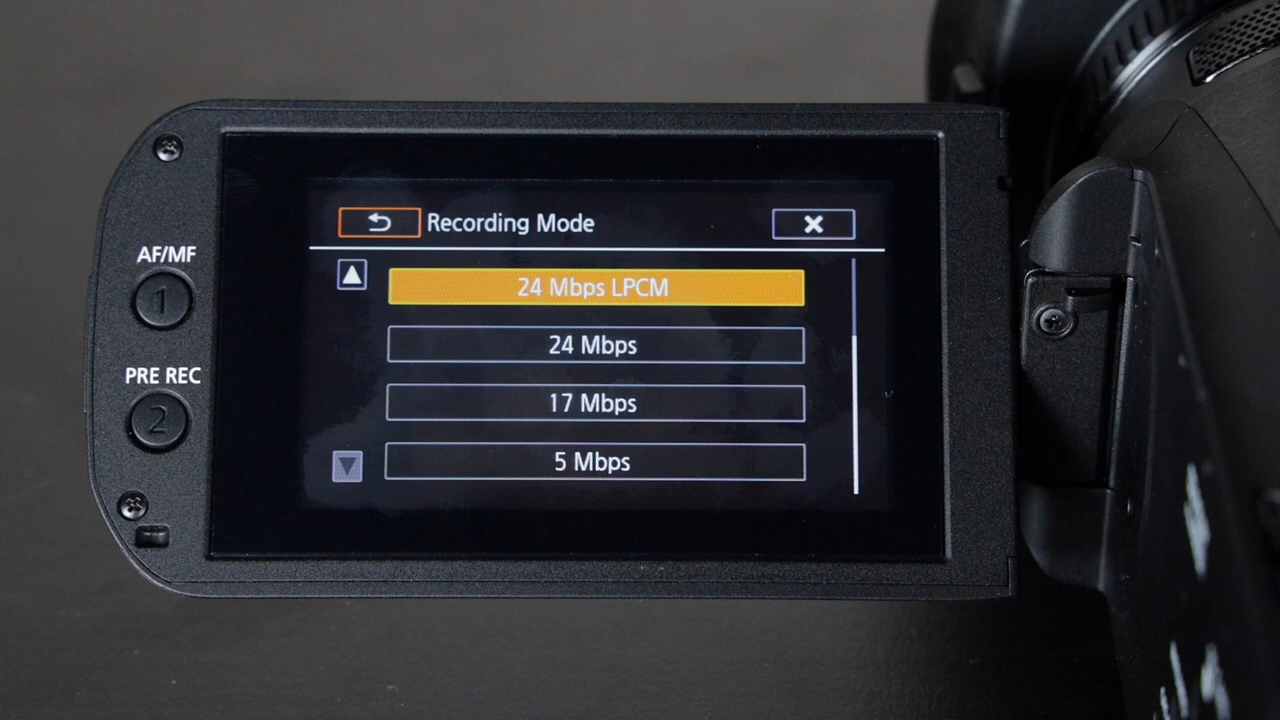 Recording Mode
24 Mbps LPCM
24 Mbps
17 Mbps
5 Mbps
AF/MF
1
PRE REC
2